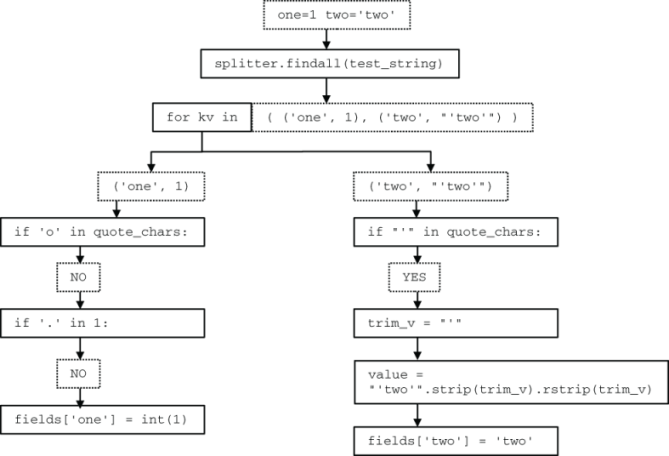 one=1 two='two'
splitter.findall(test_string)
for kv in
( ('one', 1), ('two', "'two'") )
('one', 1)
('two', "'two'")
if 'o' in quote_chars:
if "'" in quote_chars:
NO
YES
if '.' in 1:
trim_v = "'"
NO
value =
"'two'".strip(trim_v).rstrip(trim_v)
fields['one'] = int(1)
fields['two'] = 'two'